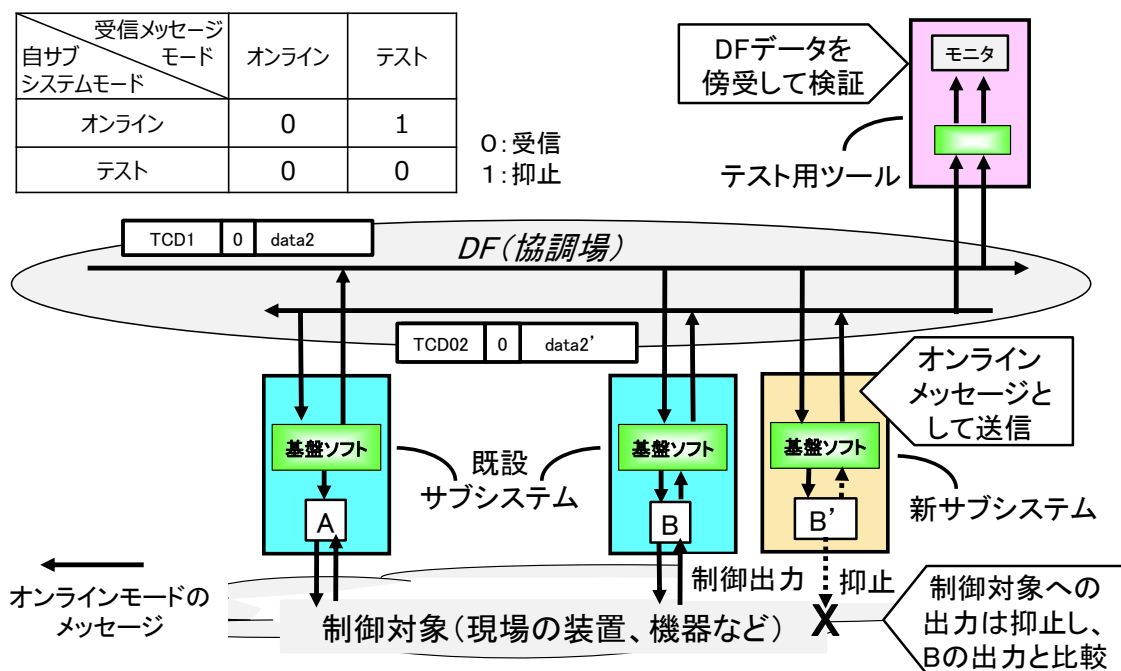 受信メッセージ
モード
自サブ
システムモード
オンライン
テスト
オンライン
0
1
テスト
0
0
0:受信
1:抑止
DFデータを
傍受して検証
モニタ
テスト用ツール
TCD1 0 data2
DF(協調場)
TCD02 0 data2'
オンライン
メッセージと
して送信
基盤ソフト
基盤ソフト
基盤ソフト
既設
サブシステム
新サブシステム
A
B
B'
オンラインモードの
メッセージ
制御出力
抑止
X
制御対象(現場の装置、機器など)
制御対象への
出力は抑止し、
Bの出力と比較